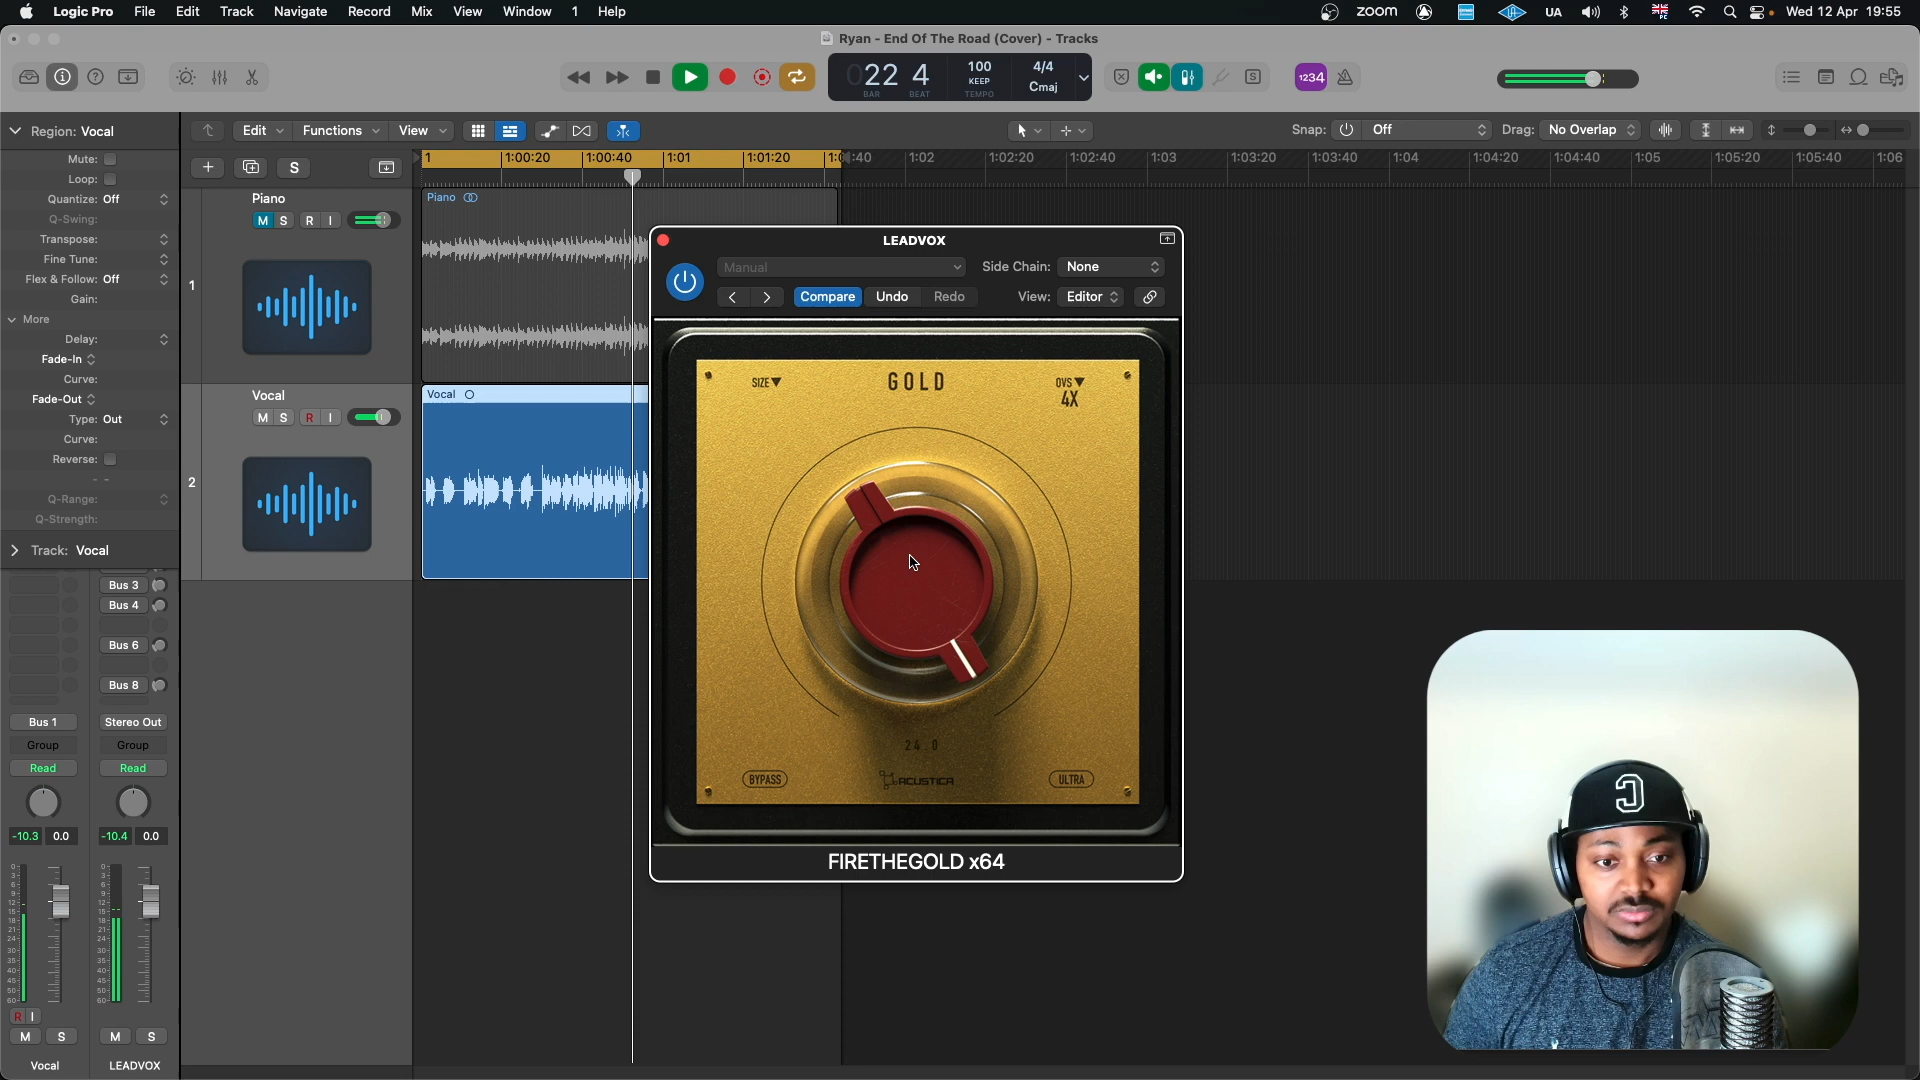 Logic Pro File Edit Track Navigate Record Mix View Window 1 Help
zoom UA Wed 12 Apr 19:55
Ryan - End Of The Road (Cover) - Tracks
022 4 100 4/4
KEEP Cmaj
BAR BEAT TEMPO
1234
S
Region: Vocal
Edit Functions View
Snap: Off Drag: No Overlap
Mute:
Loop:
Quantize: Off
Q-Swing:
Transpose:
Fine Tune:
Flex & Follow: Off
Gain:
More
Delay:
Fade-In
Curve:
Fade-Out
Type: Out
Curve:
Reverse:
Q-Range:
Q-Strength:
Track: Vocal
S
1 1:00:20 1:00:40 1:01 1:01:20 :40 1:02 1:02:20 1:02:40 1:03 1:03:20 1:03:40 1:04 1:04:20 1:04:40 1:05 1:05:20 1:05:40 1:06
1
Piano
M S R I
Piano
2
Vocal
M S R I
Vocal
LEADVOX
Manual Side Chain: None
Compare Undo Redo View: Editor
SIZE GOLD OVS
4X
24.0
BYPASS ACUSTICA ULTRA
FIRETHEGOLD x64
Bus 3
Bus 4
Bus 6
Bus 8
Bus 1 Stereo Out
Group Group
Read Read
-10.3 0.0 -10.4 0.0
R I
M S M S
Vocal LEADVOX